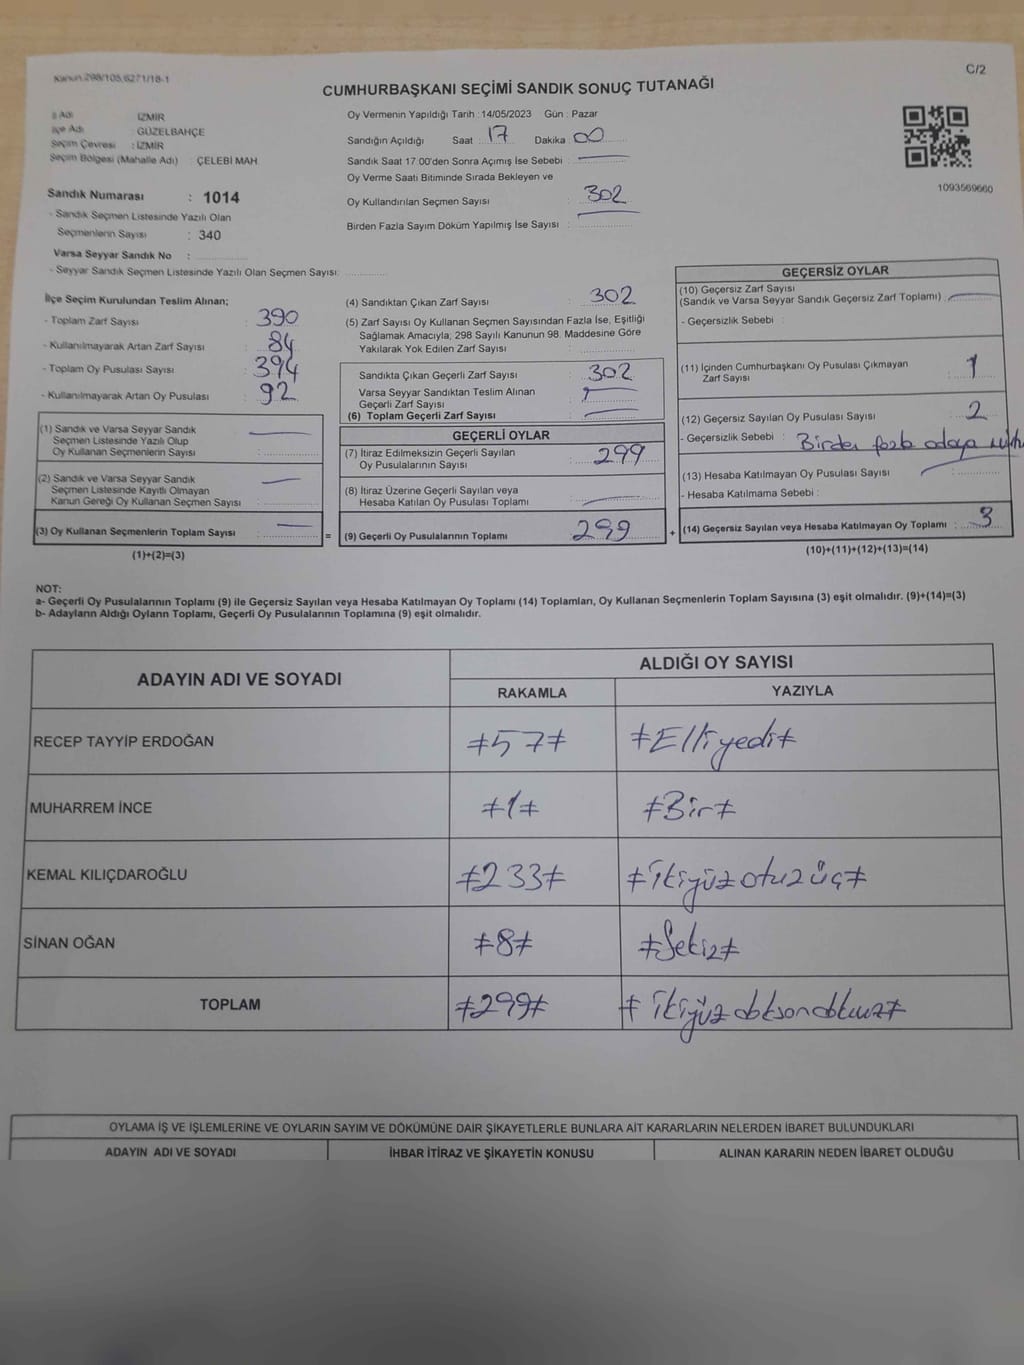 Kanun.298/105,6271/18-1
C/2
CUMHURBAŞKANI SEÇİMİ SANDIK SONUÇ TUTANAĞI
İl Adı : İZMİR
İlçe Adı : GÜZELBAHÇE
Seçim Çevresi : İZMİR
Seçim Bölgesi (Mahalle Adı) : ÇELEBİ MAH
Sandık Numarası : 1014
- Sandık Seçmen Listesinde Yazılı Olan
Seçmenlerin Sayısı : 340
Varsa Seyyar Sandık No :
- Seyyar Sandık Seçmen Listesinde Yazılı Olan Seçmen Sayısı:
Oy Vermenin Yapıldığı Tarih : 14/05/2023 Gün : Pazar
Sandığın Açıldığı Saat : 17 Dakika : 00
Sandık Saat 17:00'den Sonra Açımış İse Sebebi :
Oy Verme Saati Bitiminde Sırada Bekleyen ve
Oy Kullandırılan Seçmen Sayısı : 302
Birden Fazla Sayım Döküm Yapılmış İse Sayısı :
1093569660
İlçe Seçim Kurulundan Teslim Alınan;
- Toplam Zarf Sayısı : 390
- Kullanılmayarak Artan Zarf Sayısı : 84
- Toplam Oy Pusulası Sayısı : 394
- Kullanılmayarak Artan Oy Pusulası : 92
(1) Sandık ve Varsa Seyyar Sandık
Seçmen Listesinde Yazılı Olup
Oy Kullanan Seçmenlerin Sayısı :
(2) Sandık ve Varsa Seyyar Sandık
Seçmen Listesinde Kayıtlı Olmayan
Kanun Gereği Oy Kullanan Seçmen Sayısı :
(3) Oy Kullanan Seçmenlerin Toplam Sayısı :
(1)+(2)=(3)
=
(4) Sandıktan Çıkan Zarf Sayısı : 302
(5) Zarf Sayısı Oy Kullanan Seçmen Sayısından Fazla İse, Eşitliği
Sağlamak Amacıyla; 298 Sayılı Kanunun 98. Maddesine Göre
Yakılarak Yok Edilen Zarf Sayısı :
Sandıkta Çıkan Geçerli Zarf Sayısı : 302
Varsa Seyyar Sandıktan Teslim Alınan
Geçerli Zarf Sayısı :
(6) Toplam Geçerli Zarf Sayısı :
GEÇERLİ OYLAR
(7) İtiraz Edilmeksizin Geçerli Sayılan
Oy Pusulalarının Sayısı : 299
(8) İtiraz Üzerine Geçerli Sayılan veya
Hesaba Katılan Oy Pusulası Toplamı :
(9) Geçerli Oy Pusulalarının Toplamı : 299
+
GEÇERSİZ OYLAR
(10) Geçersiz Zarf Sayısı
(Sandık ve Varsa Seyyar Sandık Geçersiz Zarf Toplamı) :
- Geçersizlik Sebebi :
(11) İçinden Cumhurbaşkanı Oy Pusulası Çıkmayan
Zarf Sayısı : 1
(12) Geçersiz Sayılan Oy Pusulası Sayısı : 2
- Geçersizlik Sebebi : Birden fazla adaya
(13) Hesaba Katılmayan Oy Pusulası Sayısı :
- Hesaba Katılmama Sebebi :
(14) Geçersiz Sayılan veya Hesaba Katılmayan Oy Toplamı : 3
(10)+(11)+(12)+(13)=(14)
NOT:
a- Geçerli Oy Pusulalarının Toplamı (9) ile Geçersiz Sayılan veya Hesaba Katılmayan Oy Toplamı (14) Toplamları, Oy Kullanan Seçmenlerin Toplam Sayısına (3) eşit olmalıdır. (9)+(14)=(3)
b- Adayların Aldığı Oyların Toplamı, Geçerli Oy Pusulalarının Toplamına (9) eşit olmalıdır.
ADAYIN ADI VE SOYADI
ALDIĞI OY SAYISI
RAKAMLA YAZIYLA
RECEP TAYYİP ERDOĞAN ≠57≠ ≠Elliyedi≠
MUHARREM İNCE ≠1≠ ≠Bir≠
KEMAL KILIÇDAROĞLU ≠233≠ ≠ikiyüzotuzüç≠
SİNAN OĞAN ≠8≠ ≠Sekiz≠
TOPLAM ≠299≠ ≠ikiyüzdoksandokuz≠
OYLAMA İŞ VE İŞLEMLERİNE VE OYLARIN SAYIM VE DÖKÜMÜNE DAİR ŞİKAYETLERLE BUNLARA AİT KARARLARIN NELERDEN İBARET BULUNDUKLARI
ADAYIN ADI VE SOYADI İHBAR İTİRAZ VE ŞİKAYETİN KONUSU ALINAN KARARIN NEDEN İBARET OLDUĞU